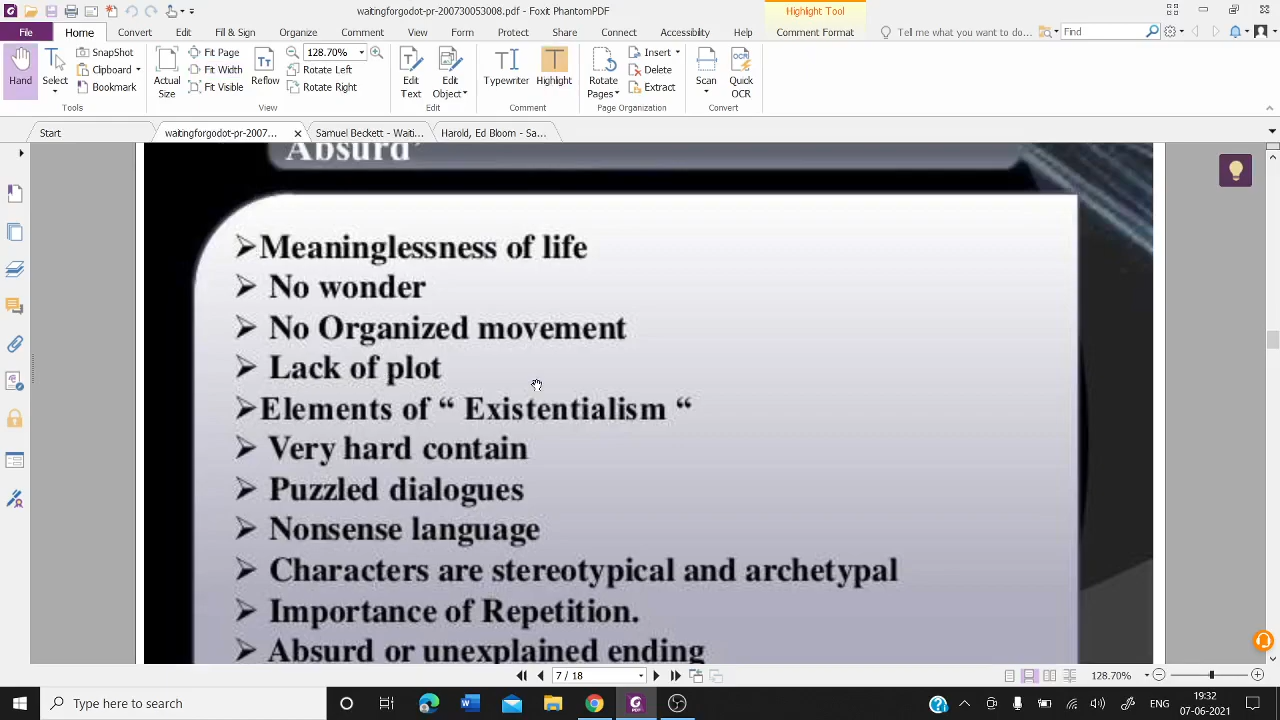 waitingforgodot-pr-200730053008.pdf - Foxit PhantomPDF
Highlight Tool
File Home Convert Edit Fill & Sign Organize Comment View Form Protect Share Connect Accessibility Help Comment Format
Tell me what you want to do...
Find
Hand
Select
SnapShot
Clipboard
Bookmark
Tools
Actual Size
Fit Page
Fit Width
Fit Visible
Reflow
128.70%
Rotate Left
Rotate Right
View
Edit Text
Edit Object
Edit
Typewriter
Highlight
Comment
Rotate Pages
Insert
Delete
Extract
Page Organization
Scan
Quick OCR
Convert
Start
waitingforgodot-pr-2007...
Samuel Beckett - Waiti...
Harold, Ed Bloom - Sa...
Absurd’
➢Meaninglessness of life
➢ No wonder
➢ No Organized movement
➢ Lack of plot
➢Elements of “ Existentialism “
➢ Very hard contain
➢ Puzzled dialogues
➢ Nonsense language
➢ Characters are stereotypical and archetypal
➢ Importance of Repetition.
➢ Absurd or unexplained ending
7 / 18
128.70%
Type here to search
ENG
19:32
07-06-2021